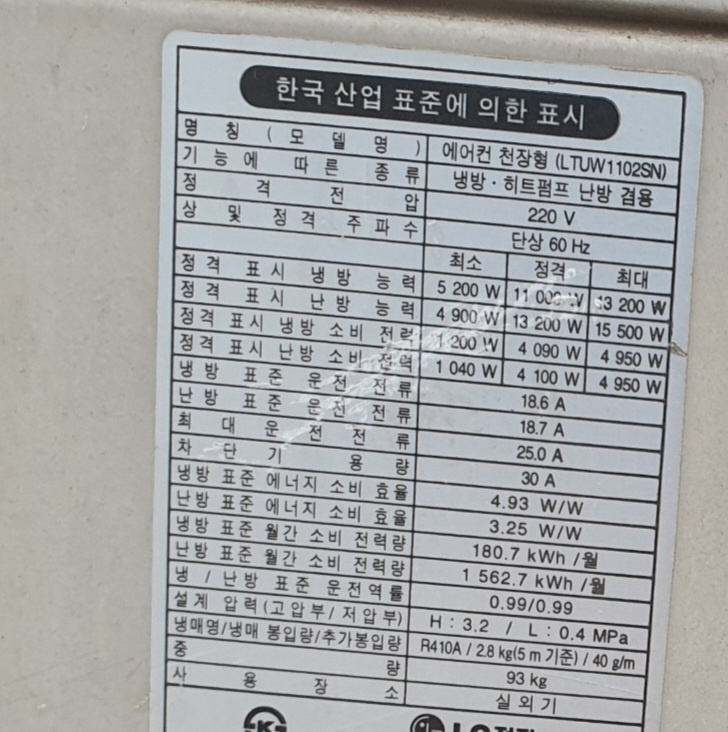 한국 산업 표준에 의한 표시
명 칭 ( 모 델 명 ) 에어컨 천장형 (LTUW1102SN)
기 능 에 따 른 종 류 냉방 · 히트펌프 난방 겸용
정 격 전 압 220 V
상 및 정 격 주 파 수 단상 60 Hz
최소 정격 최대
정격 표시 냉방 능력 5 200 W 11 000 W 13 200 W
정격 표시 난방 능력 4 900 W 13 200 W 15 500 W
정격 표시 냉방 소비 전력 200 W 4 090 W 4 950 W
정격 표시 난방 소비 전력 1 040 W 4 100 W 4 950 W
냉방 표준 운전 전류 18.6 A
난방 표준 운전 전류 18.7 A
최 대 운 전 전 류 25.0 A
차 단 기 용 량 30 A
냉방 표준 에너지 소비 효율 4.93 W/W
난방 표준 에너지 소비 효율 3.25 W/W
냉방 표준 월간 소비 전력량 180.7 kWh /월
난방 표준 월간 소비 전력량 1 562.7 kWh /월
냉 / 난방 표준 운전역률 0.99/0.99
설계 압력(고압부/저압부) H : 3.2 / L : 0.4 MPa
냉매명/냉매 봉입량/추가봉입량 R410A / 2.8 kg(5 m 기준) / 40 g/m
중 량 93 kg
사 용 장 소 실 외 기
K LG